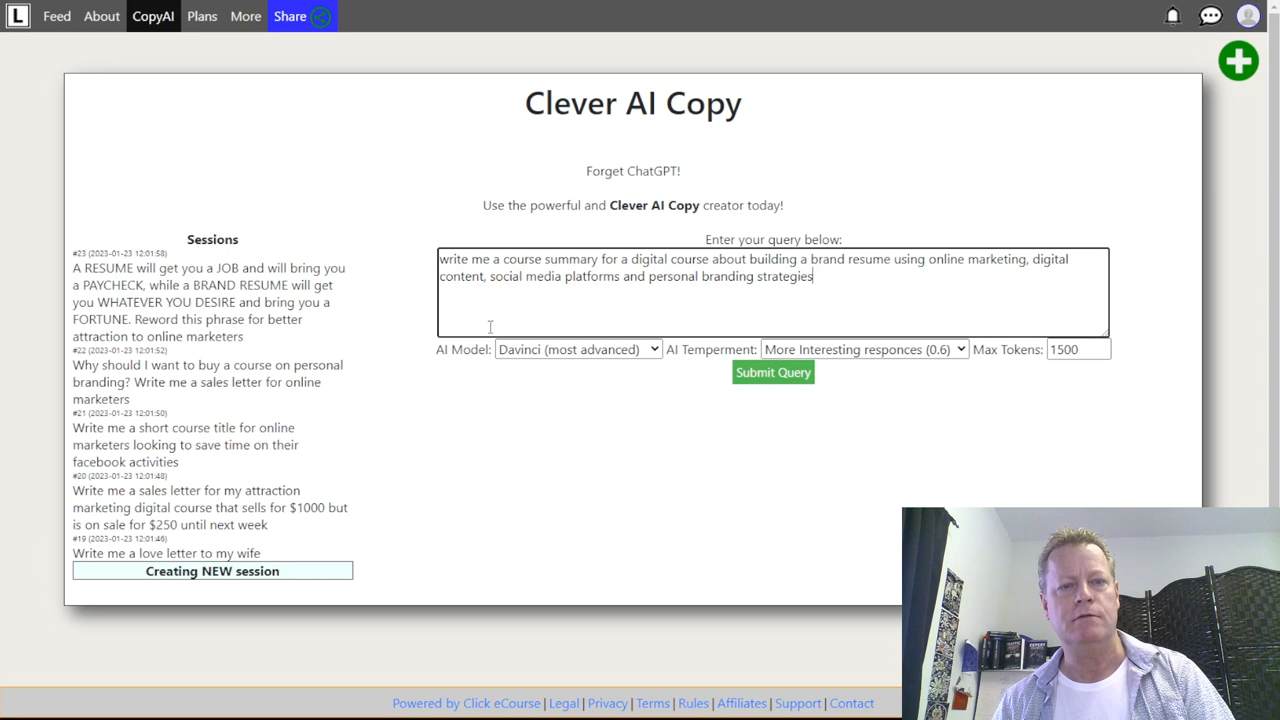 L Feed About CopyAI Plans More Share
Clever AI Copy
Forget ChatGPT!
Use the powerful and Clever AI Copy creator today!
Sessions
#23 (2023-01-23 12:01:58)
A RESUME will get you a JOB and will bring you
a PAYCHECK, while a BRAND RESUME will get
you WHATEVER YOU DESIRE and bring you a
FORTUNE. Reword this phrase for better
attraction to online marketers
#22 (2023-01-23 12:01:52)
Why should I want to buy a course on personal
branding? Write me a sales letter for online
marketers
#21 (2023-01-23 12:01:50)
Write me a short course title for online
marketers looking to save time on their
facebook activities
#20 (2023-01-23 12:01:48)
Write me a sales letter for my attraction
marketing digital course that sells for $1000 but
is on sale for $250 until next week
#19 (2023-01-23 12:01:46)
Write me a love letter to my wife
Creating NEW session
Enter your query below:
write me a course summary for a digital course about building a brand resume using online marketing, digital
content, social media platforms and personal branding strategies
AI Model: Davinci (most advanced) AI Temperment: More Interesting responces (0.6) Max Tokens: 1500
Submit Query
Powered by Click eCourse | Legal | Privacy | Terms | Rules | Affiliates | Support | Contact